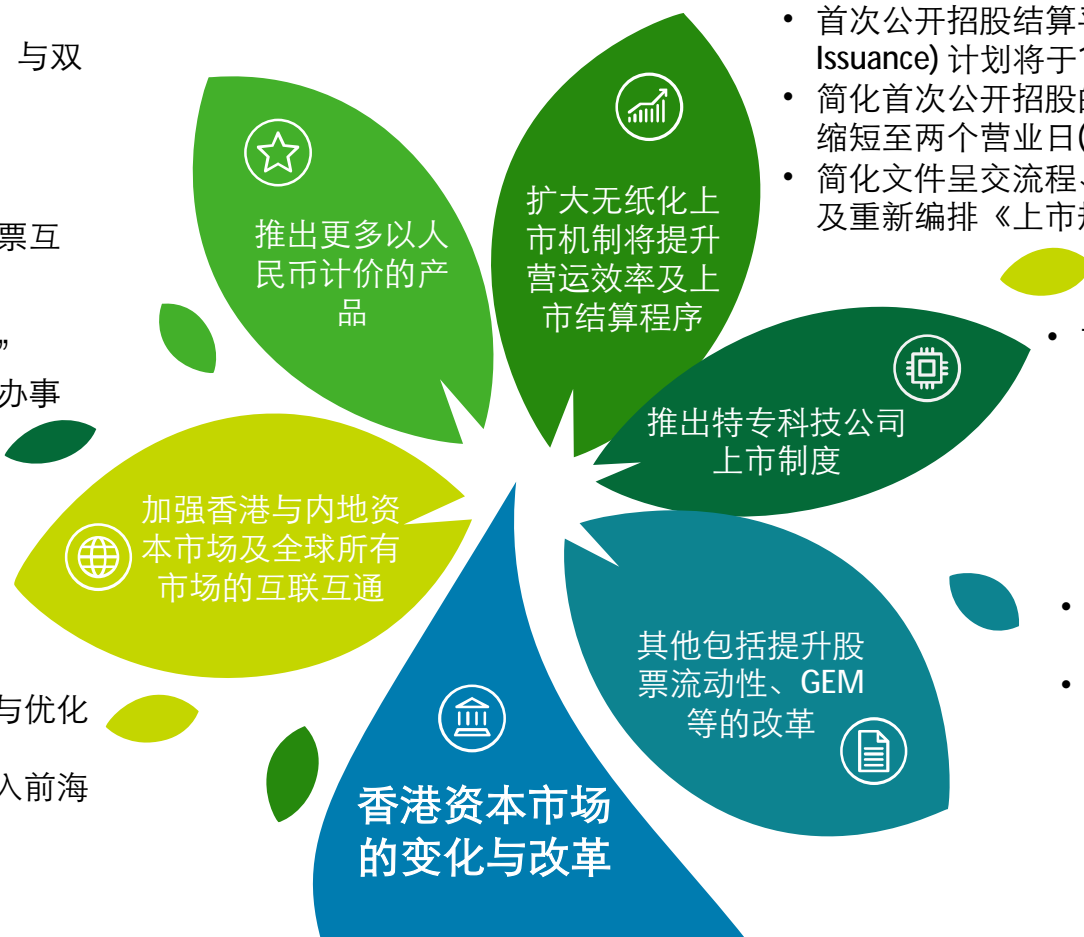 与双
票互
”
办事
与优化
入前海
推出更多以人
民币计价的产
品
扩大无纸化上
市机制将提升
营运效率及上
市结算程序
• 首次公开招股结算平
Issuance) 计划将于
• 简化首次公开招股的
缩短至两个营业日(
• 简化文件呈交流程、
及重新编排《上市规
•
推出特专科技公司
上市制度
加强香港与内地资
本市场及全球所有
市场的互联互通
其他包括提升股
票流动性、GEM
等的改革
•
•
香港资本市场
的变化与改革